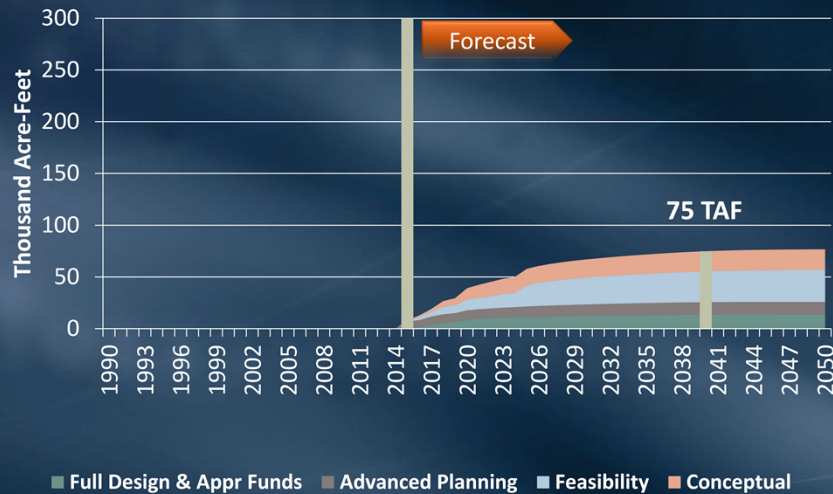 300
Forecast
250
200
150
100
50
0
Thousand Acre-Feet
75 TAF
1990 1993 1996 1999 2002 2005 2008 2011 2014 2017 2020 2023 2026 2029 2032 2035 2038 2041 2044 2047 2050
Full Design & Appr Funds Advanced Planning Feasibility Conceptual